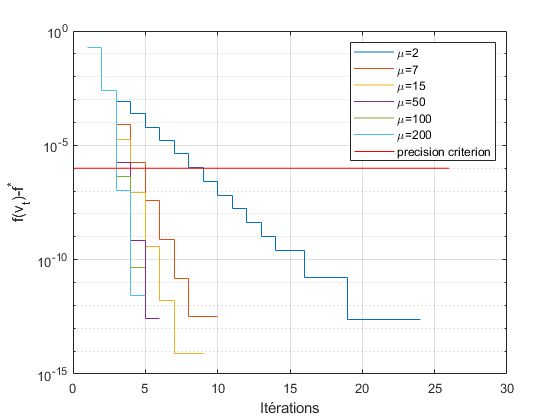 10^0
10^-5
10^-10
10^-15
f(v_t)-f^*
μ=2
μ=7
μ=15
μ=50
μ=100
μ=200
precision criterion
0 5 10 15 20 25 30
Itérations